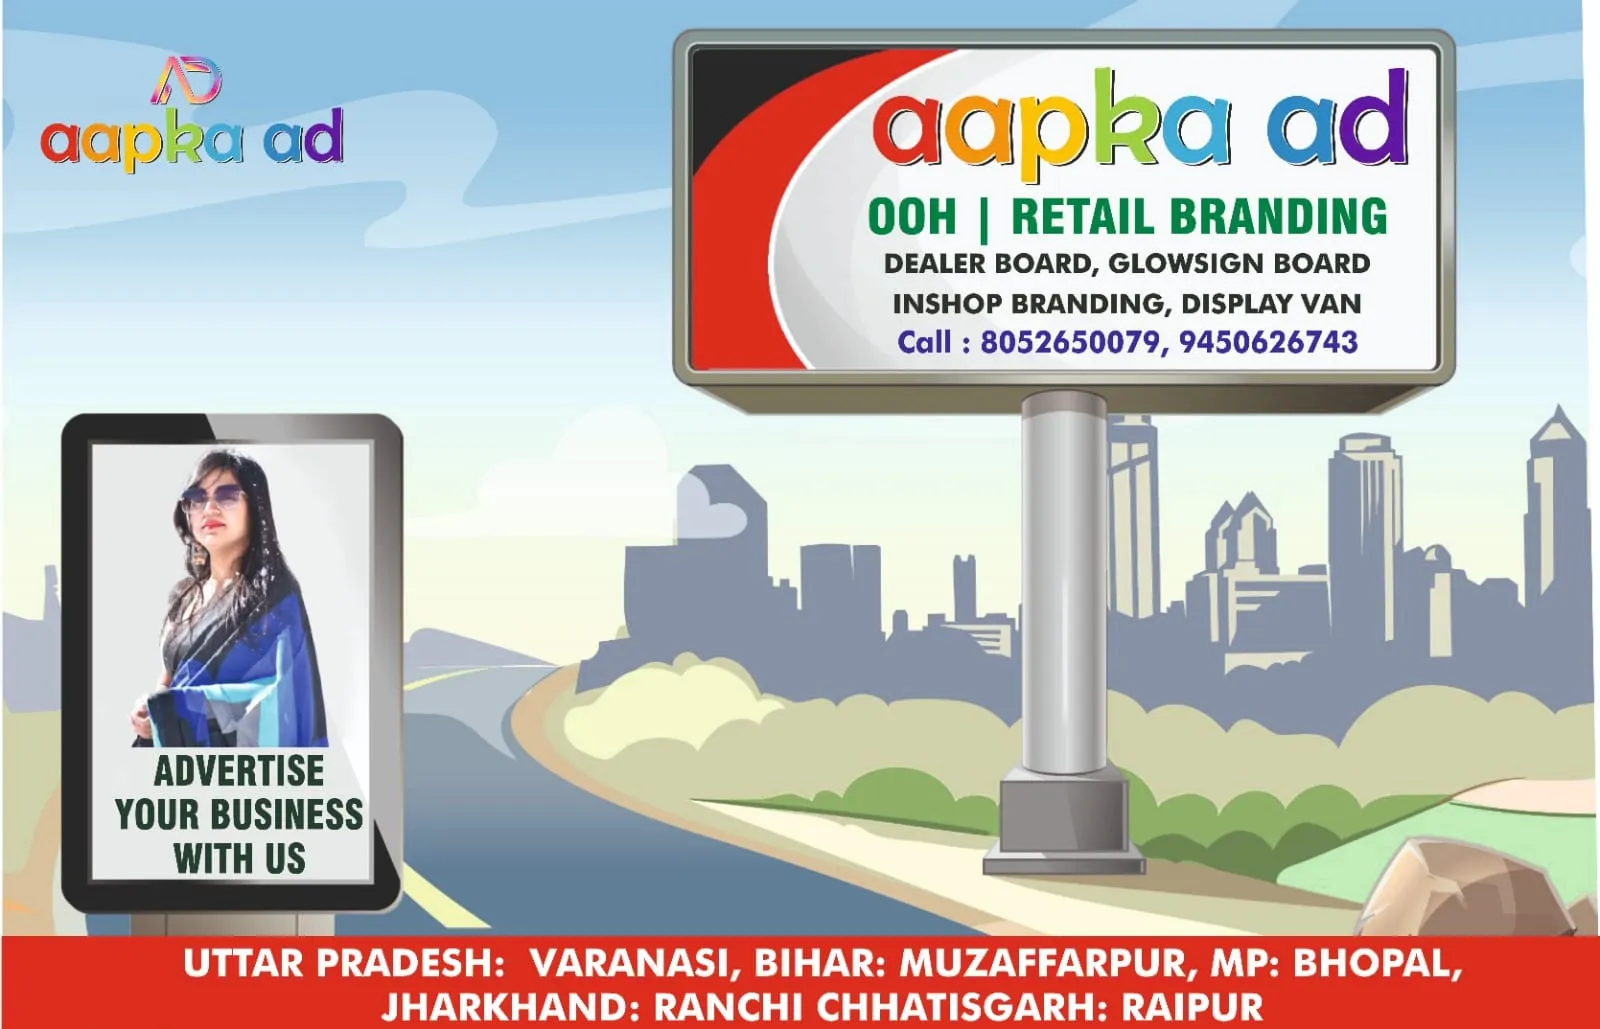 AD
aapka ad
aapka ad
OOH | RETAIL BRANDING
DEALER BOARD, GLOWSIGN BOARD
INSHOP BRANDING, DISPLAY VAN
Call : 8052650079, 9450626743
ADVERTISE
YOUR BUSINESS
WITH US
UTTAR PRADESH: VARANASI, BIHAR: MUZAFFARPUR, MP: BHOPAL,
JHARKHAND: RANCHI CHHATISGARH: RAIPUR